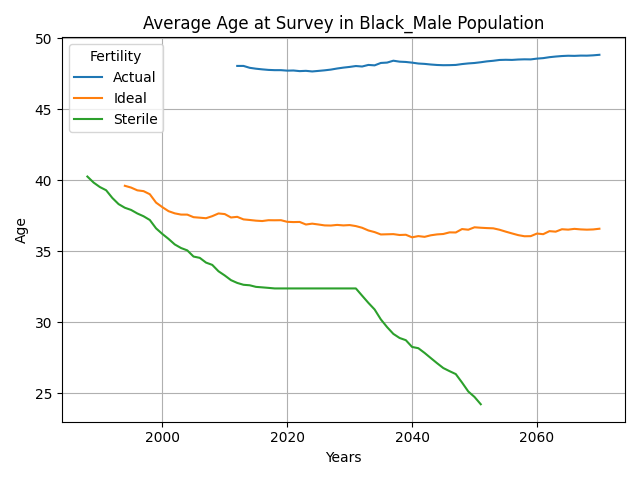 Average Age at Survey in Black_Male Population
Fertility
Actual
Ideal
Sterile
50
45
40
35
30
25
Age
2000
2020
2040
2060
Years